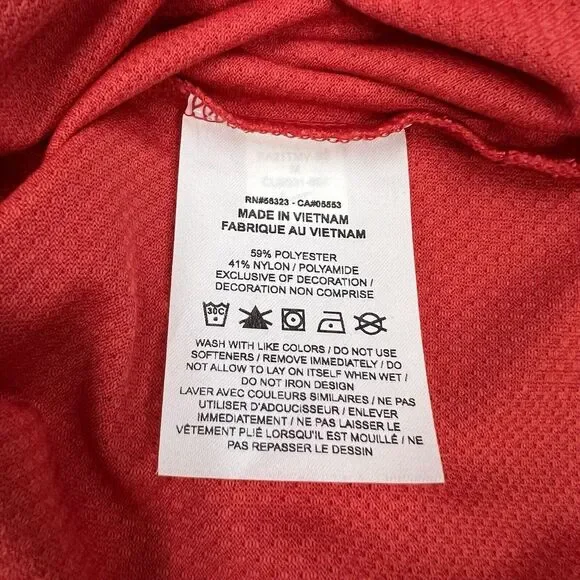 RN#56323 - CA#05553
MADE IN VIETNAM
FABRIQUE AU VIETNAM
59% POLYESTER
41% NYLON / POLYAMIDE
EXCLUSIVE OF DECORATION /
DECORATION NON COMPRISE
30C
WASH WITH LIKE COLORS / DO NOT USE
SOFTENERS / REMOVE IMMEDIATELY / DO
NOT ALLOW TO LAY ON ITSELF WHEN WET /
DO NOT IRON DESIGN
LAVER AVEC COULEURS SIMILAIRES / NE PAS
UTILISER D'ADOUCISSEUR / ENLEVER
IMMÉDIATEMENT / NE PAS LAISSER LE
VÊTEMENT PLIÉ LORSQU'IL EST MOUILLÉ / NE
PAS REPASSER LE DESSIN